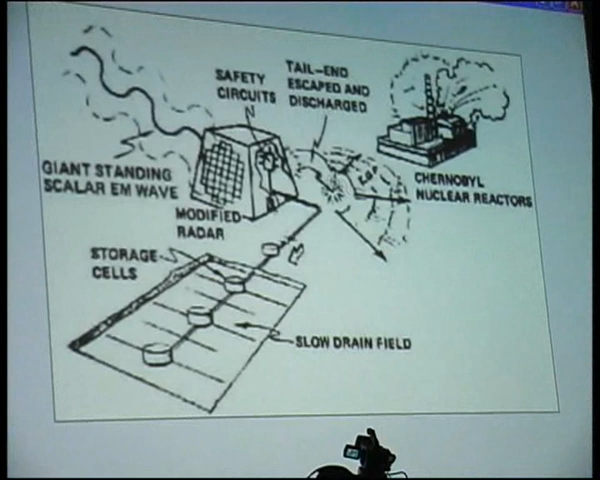 SAFETY
CIRCUITS
TAIL-END
ESCAPED AND
DISCHARGED
GIANT STANDING
SCALAR EM WAVE
MODIFIED
RADAR
CHERNOBYL
NUCLEAR REACTORS
STORAGE
CELLS
SLOW DRAIN FIELD